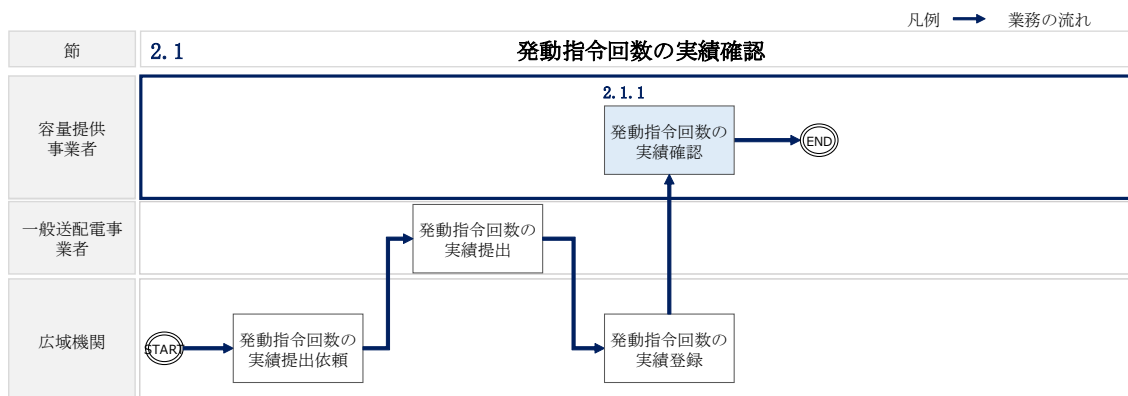 凡例 業務の流れ
節 2.1 発動指令回数の実績確認
容量提供
事業者
2.1.1
発動指令回数の
実績確認
END
一般送配電事
業者
発動指令回数の
実績提出
広域機関
START
発動指令回数の
実績提出依頼
発動指令回数の
実績登録